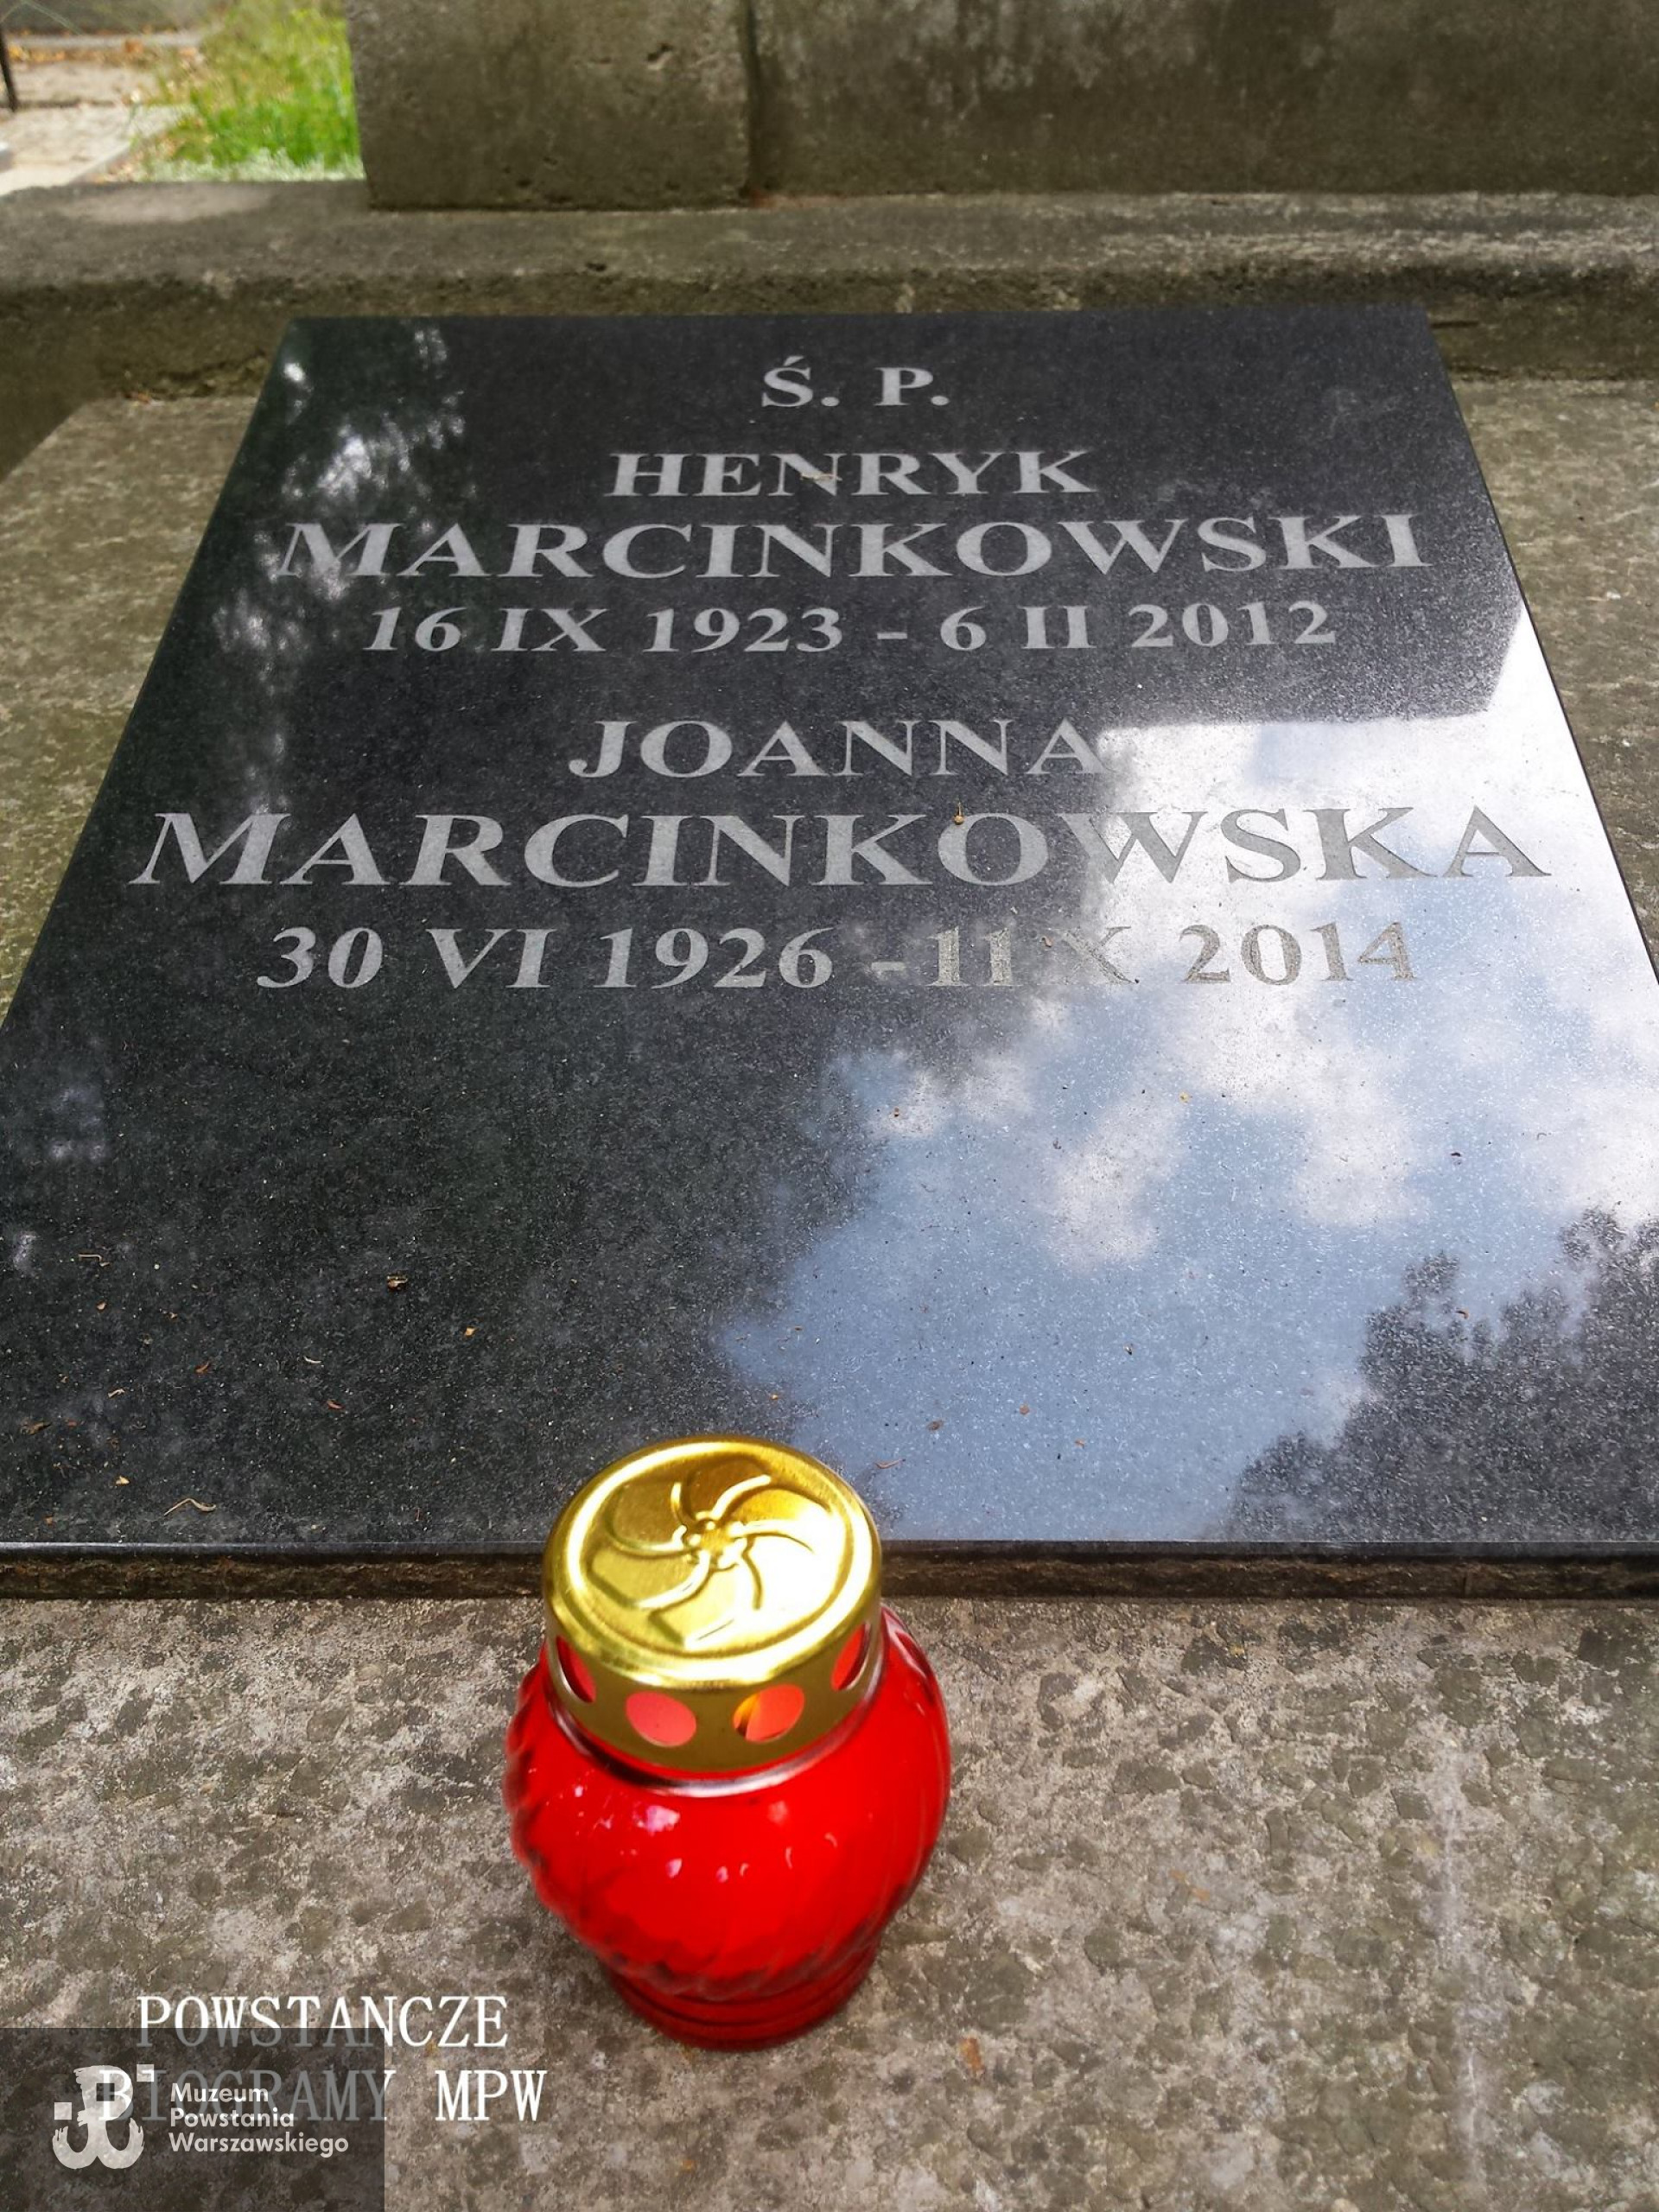 Ś. P.
HENRYK
MARCINKOWSKI
16 IX 1923 - 6 II 2012
JOANNA
MARCINKOWSKA
30 VI 1926 - 11 X 2014
POWSTANCZE
BIOGRAMY MPW
Muzeum
Powstania
Warszawskiego